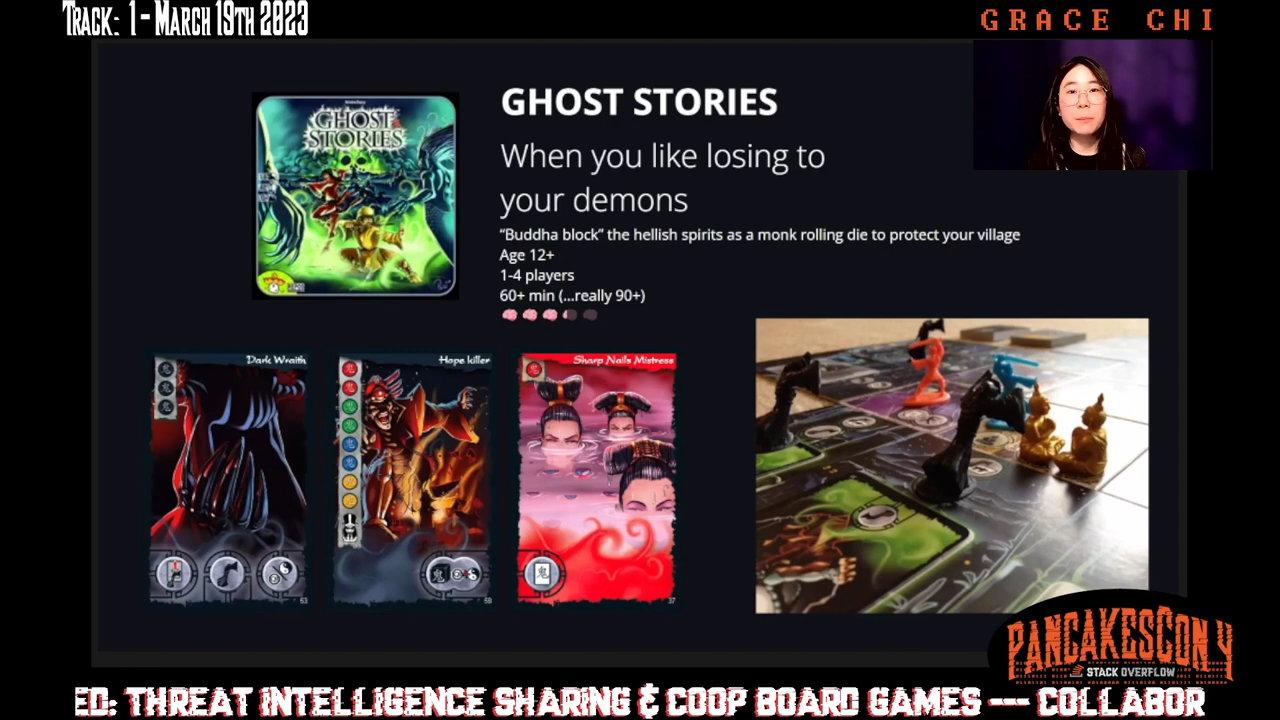 TRACK: 1 - MARCH 19TH 2023
GRACE CHI
GHOST STORIES
GHOST
STORIES
When you like losing to
your demons
“Buddha block” the hellish spirits as a monk rolling die to protect your village
Age 12+
1-4 players
60+ min (...really 90+)
Dark Wraith
Hope killer
Sharp Nails Mistress
53
58
37
PANCAKESCON 4
STACK OVERFLOW
ED: THREAT INTELLIGENCE SHARING & COOP BOARD GAMES --- COLLABOR